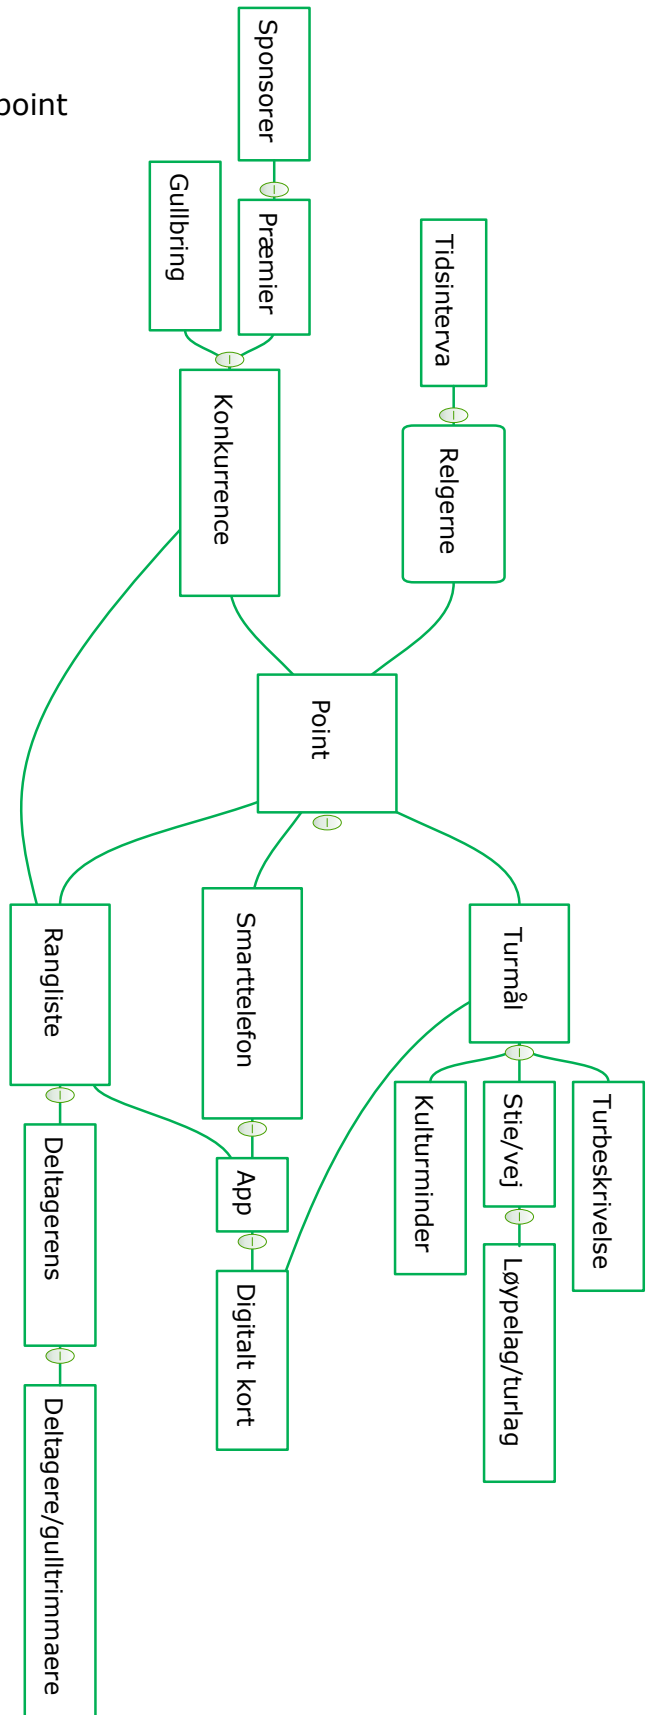 point
Sponsorer
Gullbring
Præmier
Tidsinterva
Konkurrence
Relgerne
Point
Rangliste
Smarttelefon
Turmål
Kulturminder
Stie/vej
Turbeskrivelse
Deltagerens
App
Løypelag/turlag
Digitalt kort
Deltagere/gulltrimmaere